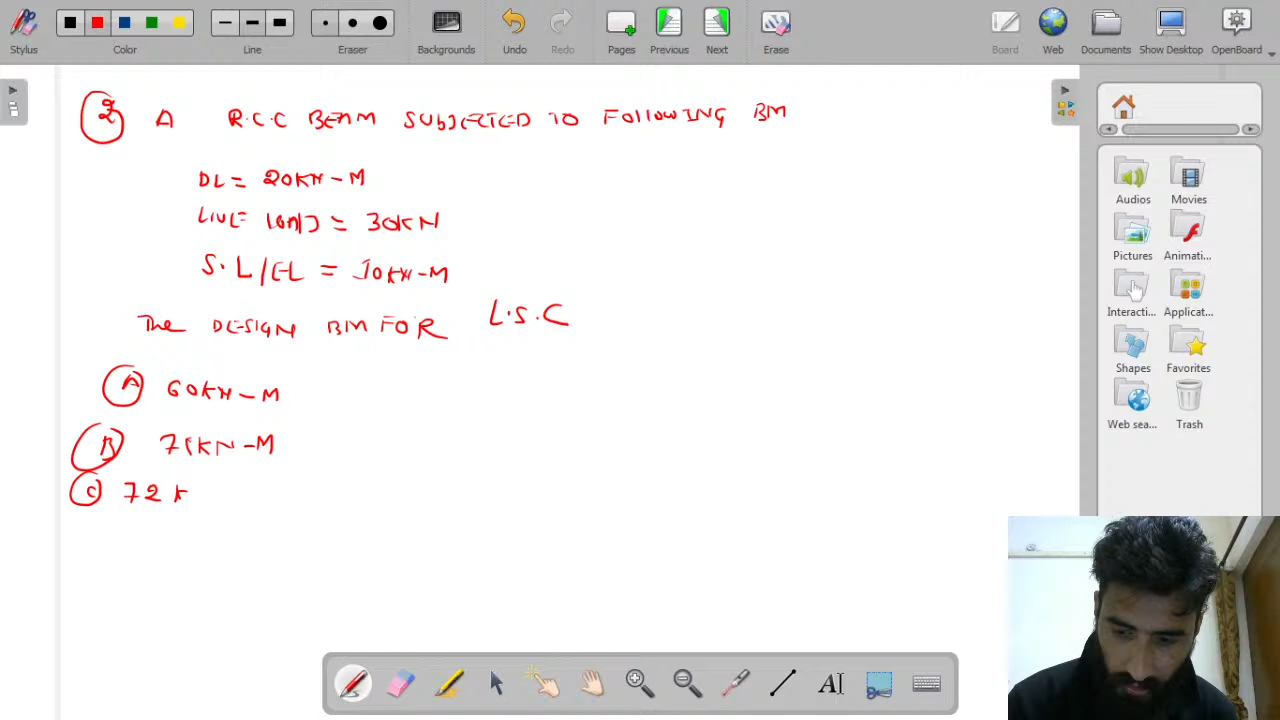 Stylus
Color
Line
Eraser
Backgrounds
Undo
Redo
Pages
Previous
Next
Erase
Board
Web
Documents
Show Desktop
OpenBoard
2 A R.C.C BEAM SUBJECTED TO FOLLOWING BM
DL = 20KN-M
LIVE LOAD = 30KN
S.L/EL = 10KN-M
The DESIGN BM FOR L.S.C
A 60KN-M
B 75KN-M
C 72 K
Audios
Movies
Pictures
Animati...
Interacti...
Applicat...
Shapes
Favorites
Web sea...
Trash